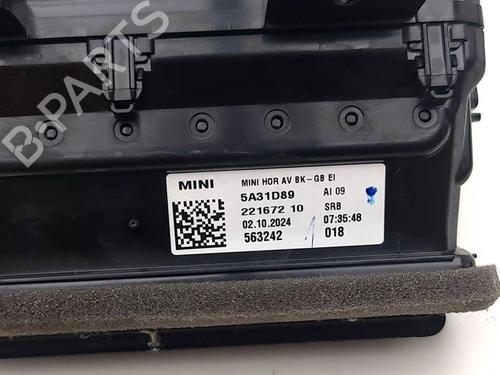 B-PARTS
MINI MINI HOR AV BK-GB EI
5A31D89 AI 09
221672 10 SRB
02.10.2024 07:35:48
563242 018